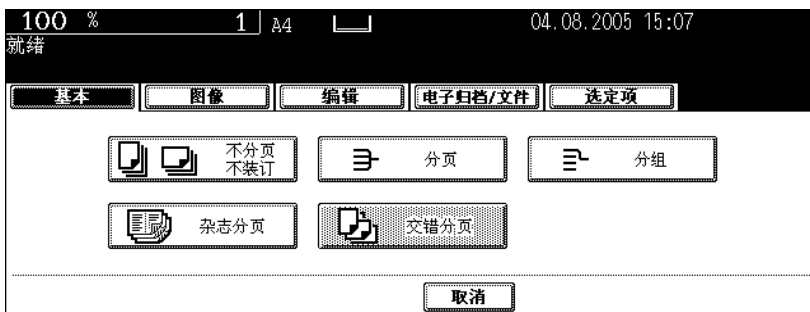 100 % 1 A4 04.08.2005 15:07
就绪
基本 图像 编辑 电子归档/文件 选定项
不分页
不装订
分页
分组
杂志分页
交错分页
取消